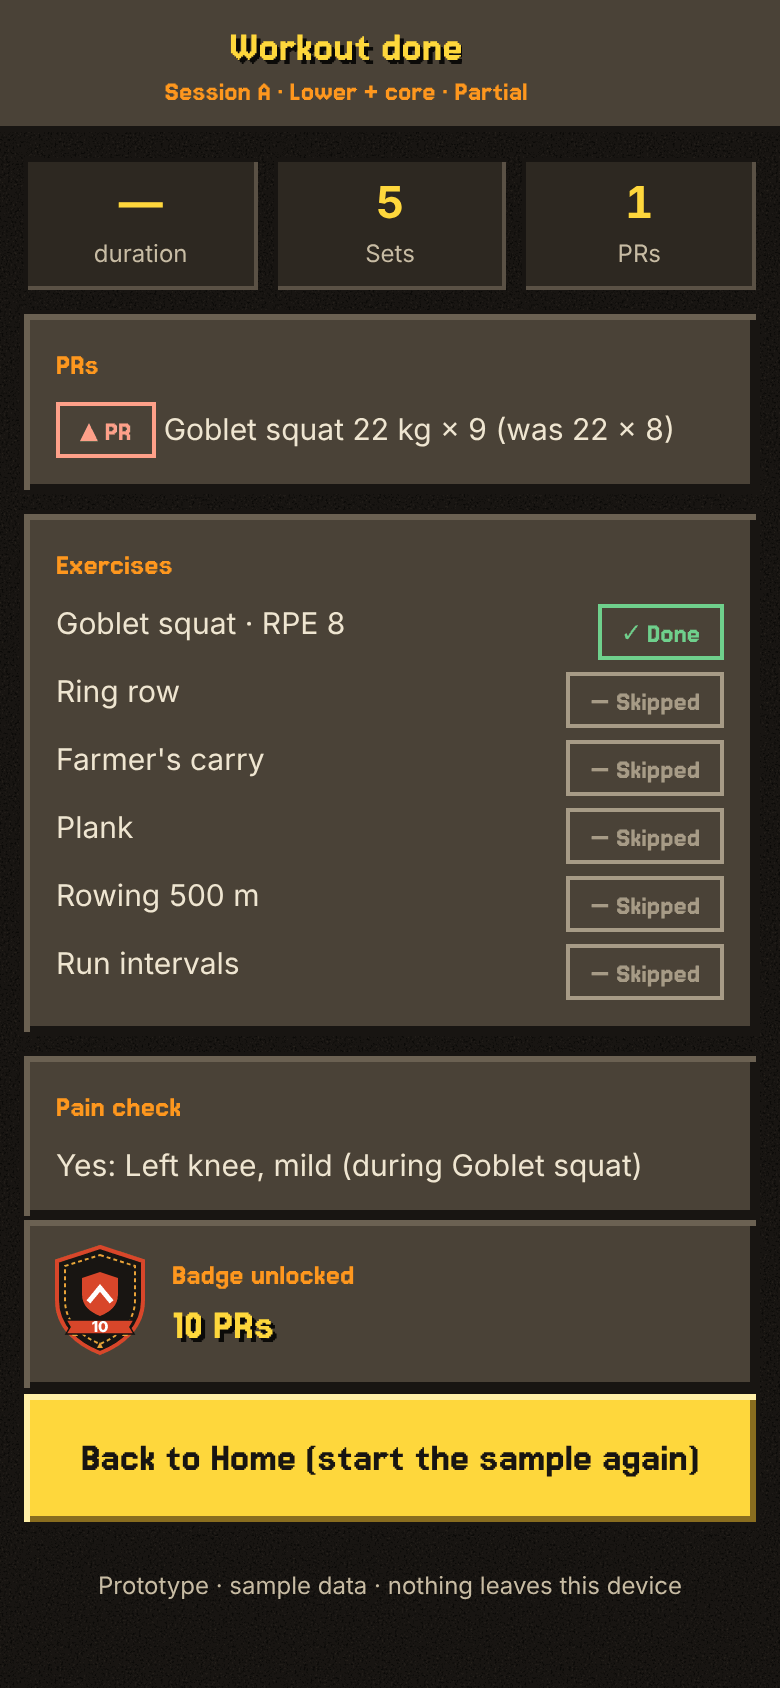 Workout done
Session A · Lower + core · Partial
—
duration
5
Sets
1
PRs
PRs
▲ PR Goblet squat 22 kg × 9 (was 22 × 8)
Exercises
Goblet squat · RPE 8 ✓ Done
Ring row — Skipped
Farmer's carry — Skipped
Plank — Skipped
Rowing 500 m — Skipped
Run intervals — Skipped
Pain check
Yes: Left knee, mild (during Goblet squat)
10
Badge unlocked
10 PRs
Back to Home (start the sample again)
Prototype · sample data · nothing leaves this device